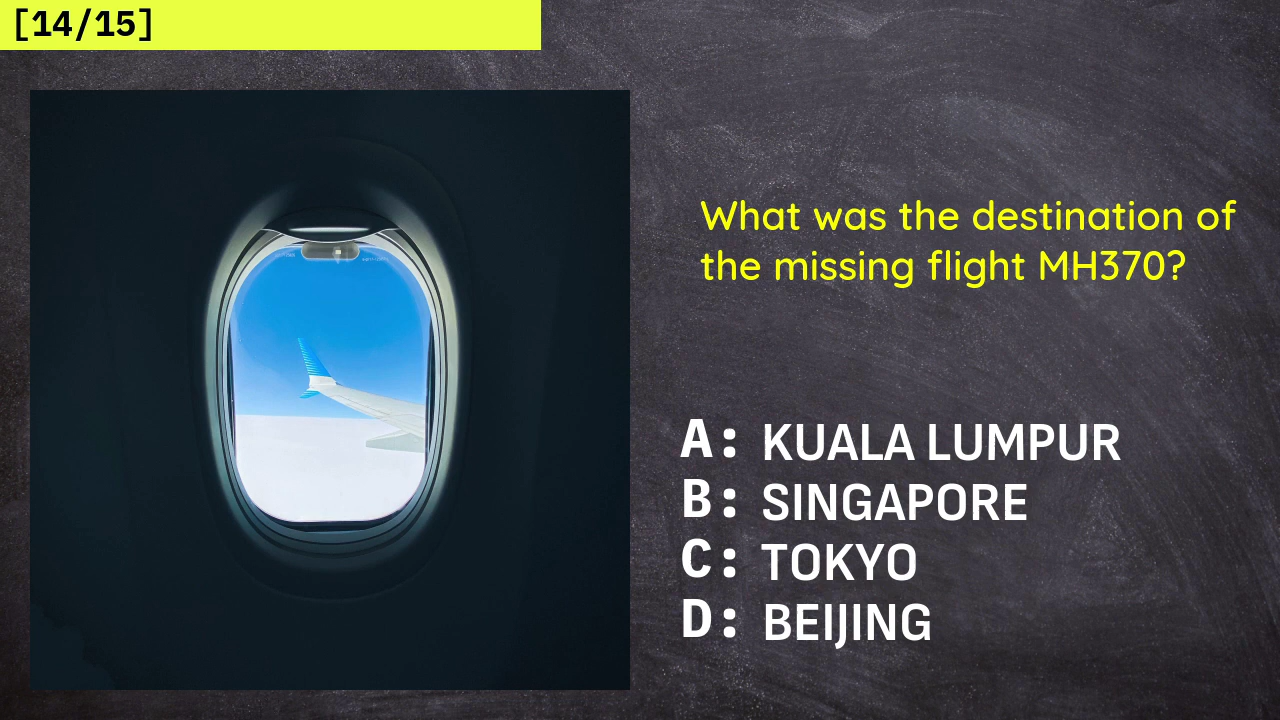 [14/15]
What was the destination of
the missing flight MH370?
A: KUALA LUMPUR
B: SINGAPORE
C: TOKYO
D: BEIJING